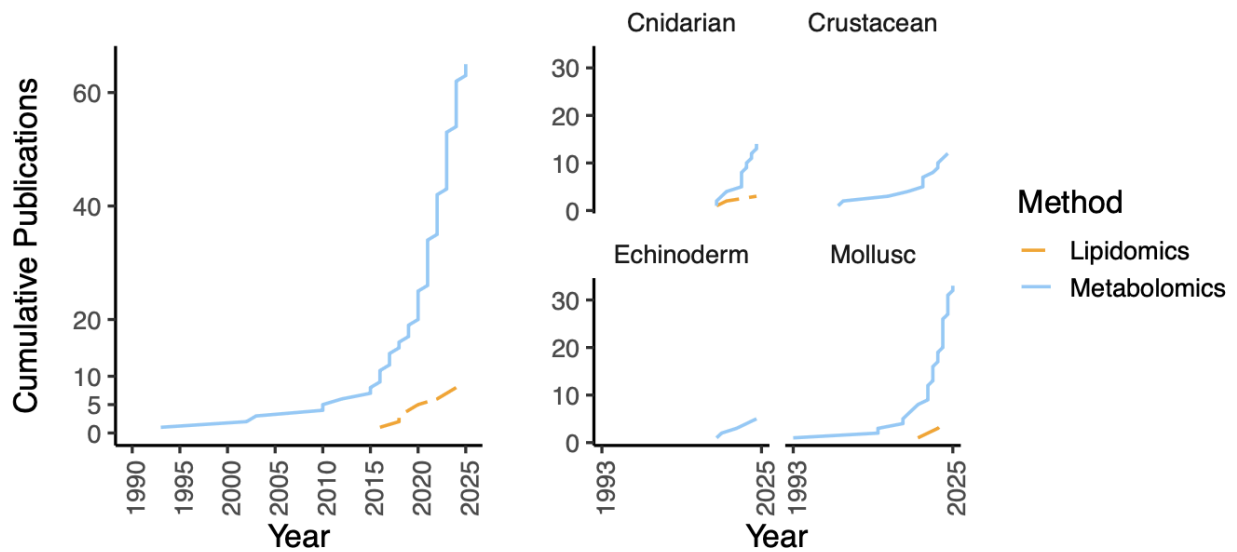 Cumulative Publications
60
40
20
10
5
0
1990
1995
2000
2005
2010
2015
2020
2025
Year
Cnidarian
Crustacean
30
20
10
0
Echinoderm
Mollusc
30
20
10
0
1993
2025
1993
2025
Year
Method
Lipidomics
Metabolomics